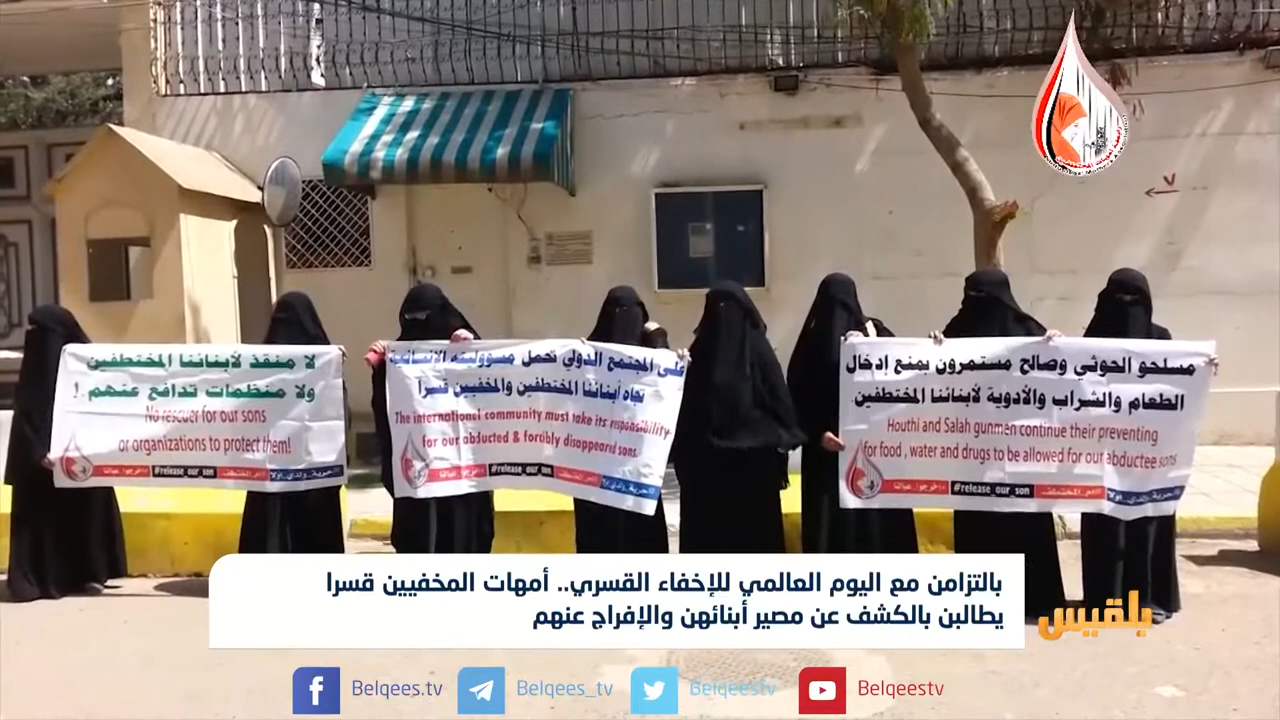 لا منقذ لأبنائنا المختطفين
ولا منظمات تدافع عنهم !
No rescuer for our sons
or organizations to protect them!
#release_our_son
على المجتمع الدولي تحمل مسؤوليته الإنسانية
تجاه أبنائنا المختطفين والمخفيين قسراً
The international community must take its responsibility
for our abducted & forcibly disappeared sons
#release_our_son
مسلحو الحوثي وصالح مستمرون بمنع إدخال
الطعام والشراب والأدوية لأبنائنا المختطفين
Houthi and Salah gunmen continue their preventing
for food , water and drugs to be allowed for our abductee sons
#release_our_son
بالتزامن مع اليوم العالمي للإخفاء القسري.. أمهات المخفيين قسرا
يطالبن بالكشف عن مصير أبنائهن والإفراج عنهم
بلقيس
Belqees.tv
Belqees_tv
Belqeestv
Belqeestv